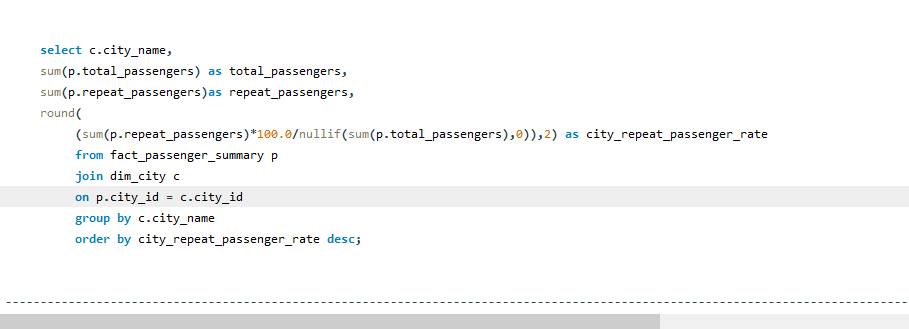 select c.city_name,
sum(p.total_passengers) as total_passengers,
sum(p.repeat_passengers)as repeat_passengers,
round(
(sum(p.repeat_passengers)*100.0/nullif(sum(p.total_passengers),0)),2) as city_repeat_passenger_rate
from fact_passenger_summary p
join dim_city c
on p.city_id = c.city_id
group by c.city_name
order by city_repeat_passenger_rate desc;